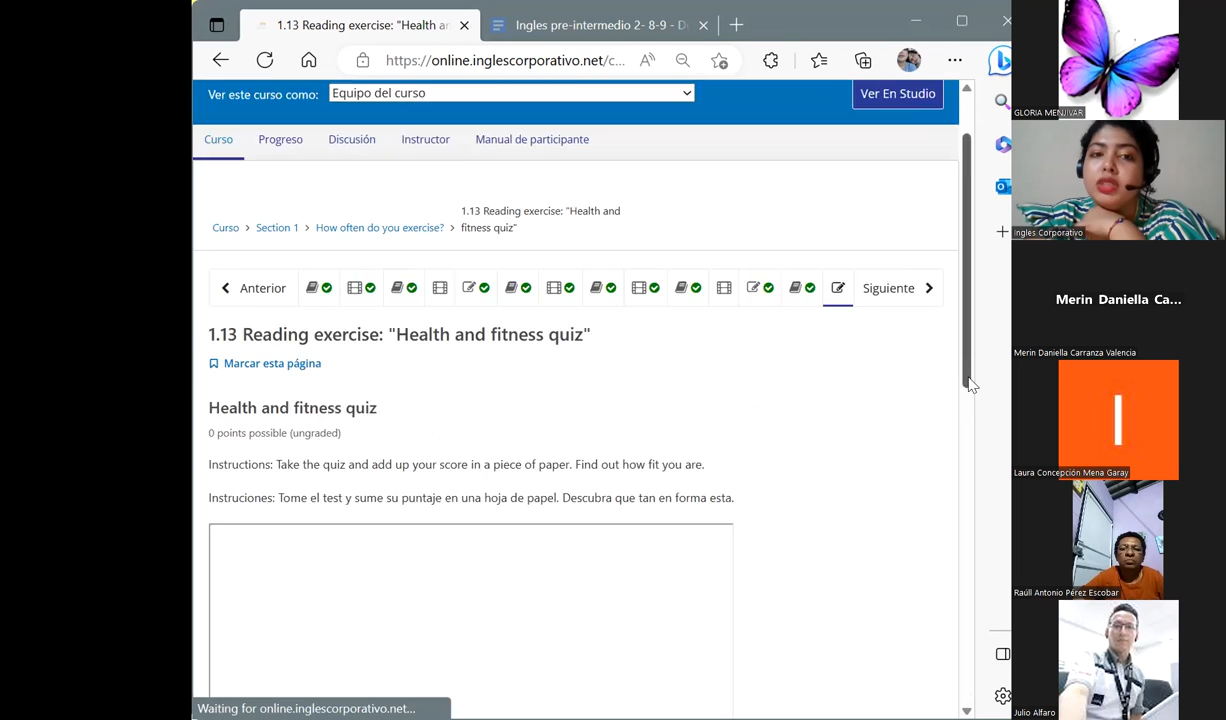 1.13 Reading exercise: "Health ar
Ingles pre-intermedio 2- 8-9 - D
https://online.inglescorporativo.net/c...
Ver este curso como:
Equipo del curso
Ver En Studio
Curso
Progreso
Discusión
Instructor
Manual de participante
Curso > Section 1 > How often do you exercise? > 1.13 Reading exercise: "Health and
fitness quiz"
Anterior
Siguiente
1.13 Reading exercise: "Health and fitness quiz"
Marcar esta página
Health and fitness quiz
0 points possible (ungraded)
Instructions: Take the quiz and add up your score in a piece of paper. Find out how fit you are.
Instruciones: Tome el test y sume su puntaje en una hoja de papel. Descubra que tan en forma esta.
Waiting for online.inglescorporativo.net...
GLORIA MENJIVAR
Ingles Corporativo
Merin Daniella Ca...
Merin Daniella Carranza Valencia
I
Laura Concepción Mena Garay
Raúll Antonio Pérez Escobar
Julio Alfaro